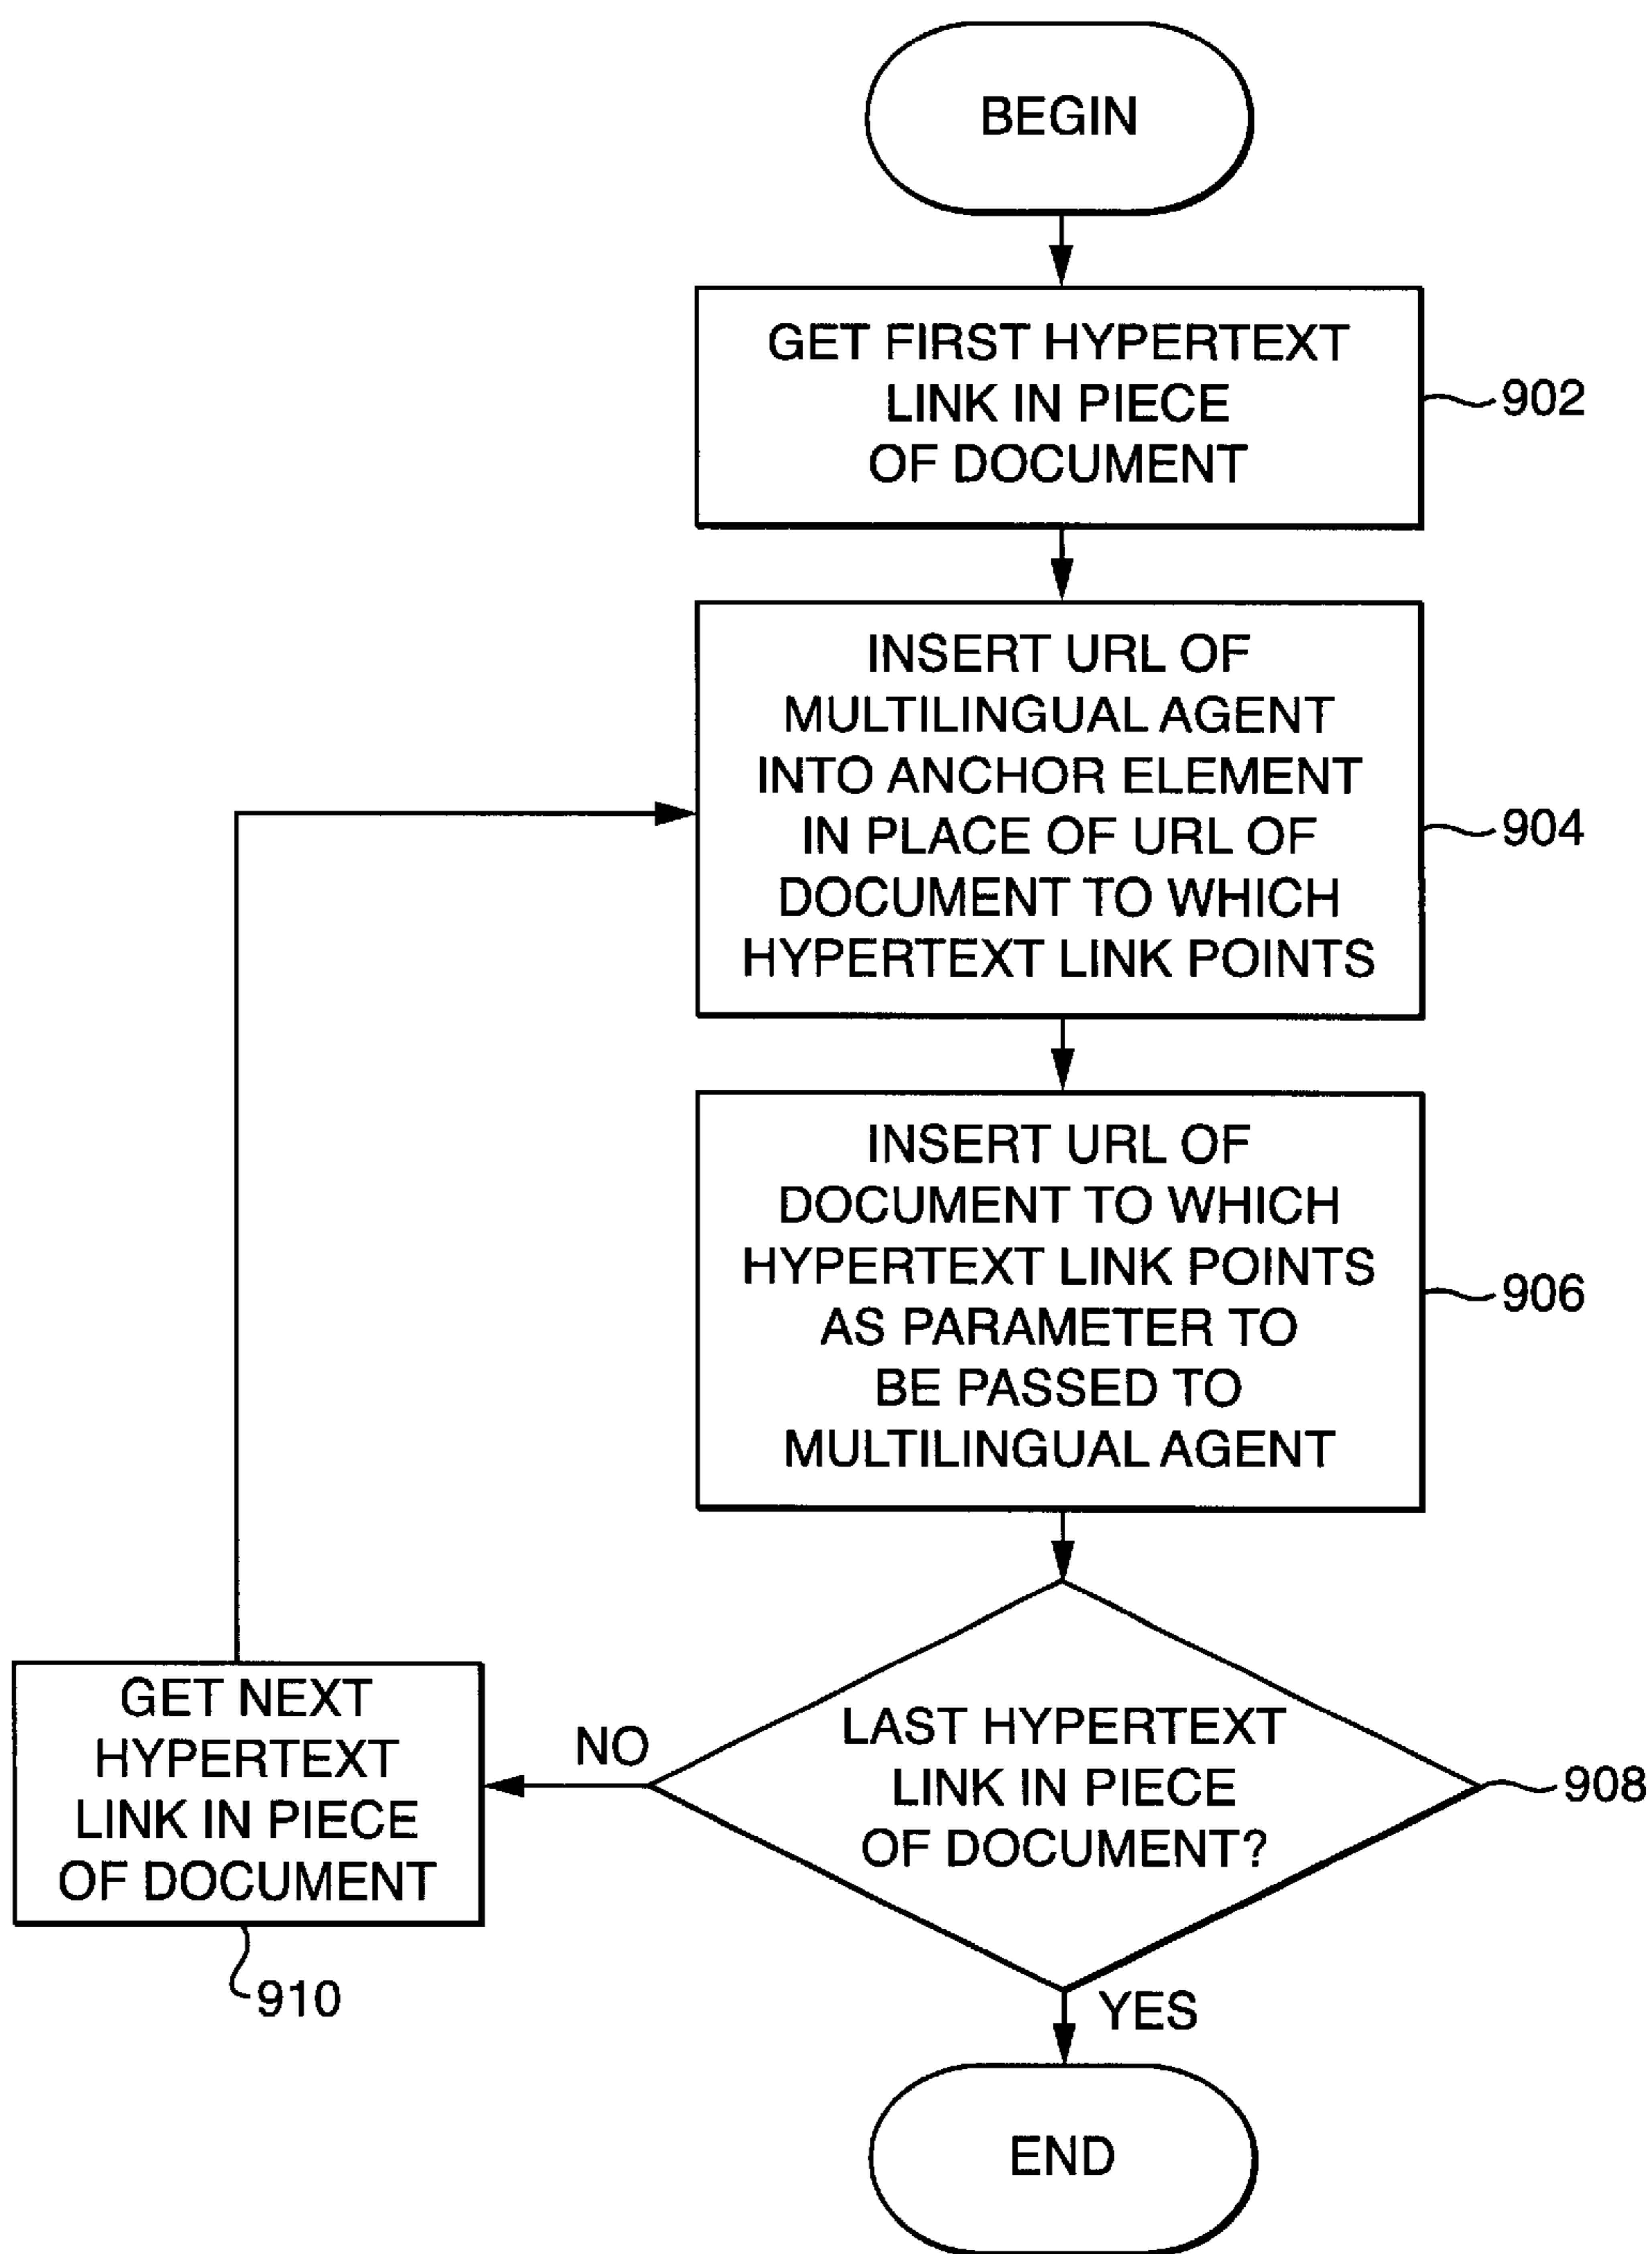 BEGIN
GET FIRST HYPERTEXT
LINK IN PIECE
OF DOCUMENT
902
INSERT URL OF
MULTILINGUAL AGENT
INTO ANCHOR ELEMENT
IN PLACE OF URL OF
DOCUMENT TO WHICH
HYPERTEXT LINK POINTS
904
INSERT URL OF
DOCUMENT TO WHICH
HYPERTEXT LINK POINTS
AS PARAMETER TO
BE PASSED TO
MULTILINGUAL AGENT
906
LAST HYPERTEXT
LINK IN PIECE
OF DOCUMENT?
908
NO
GET NEXT
HYPERTEXT
LINK IN PIECE
OF DOCUMENT
910
YES
END